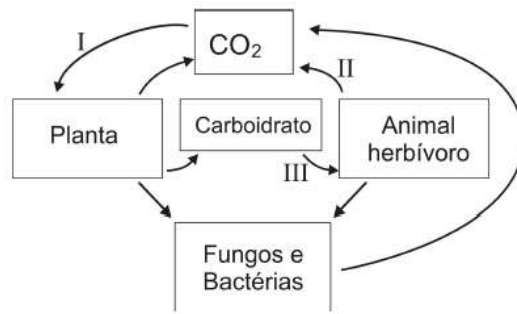 I
CO₂
II
Planta
Carboidrato
Animal
herbívoro
III
Fungos e
Bactérias